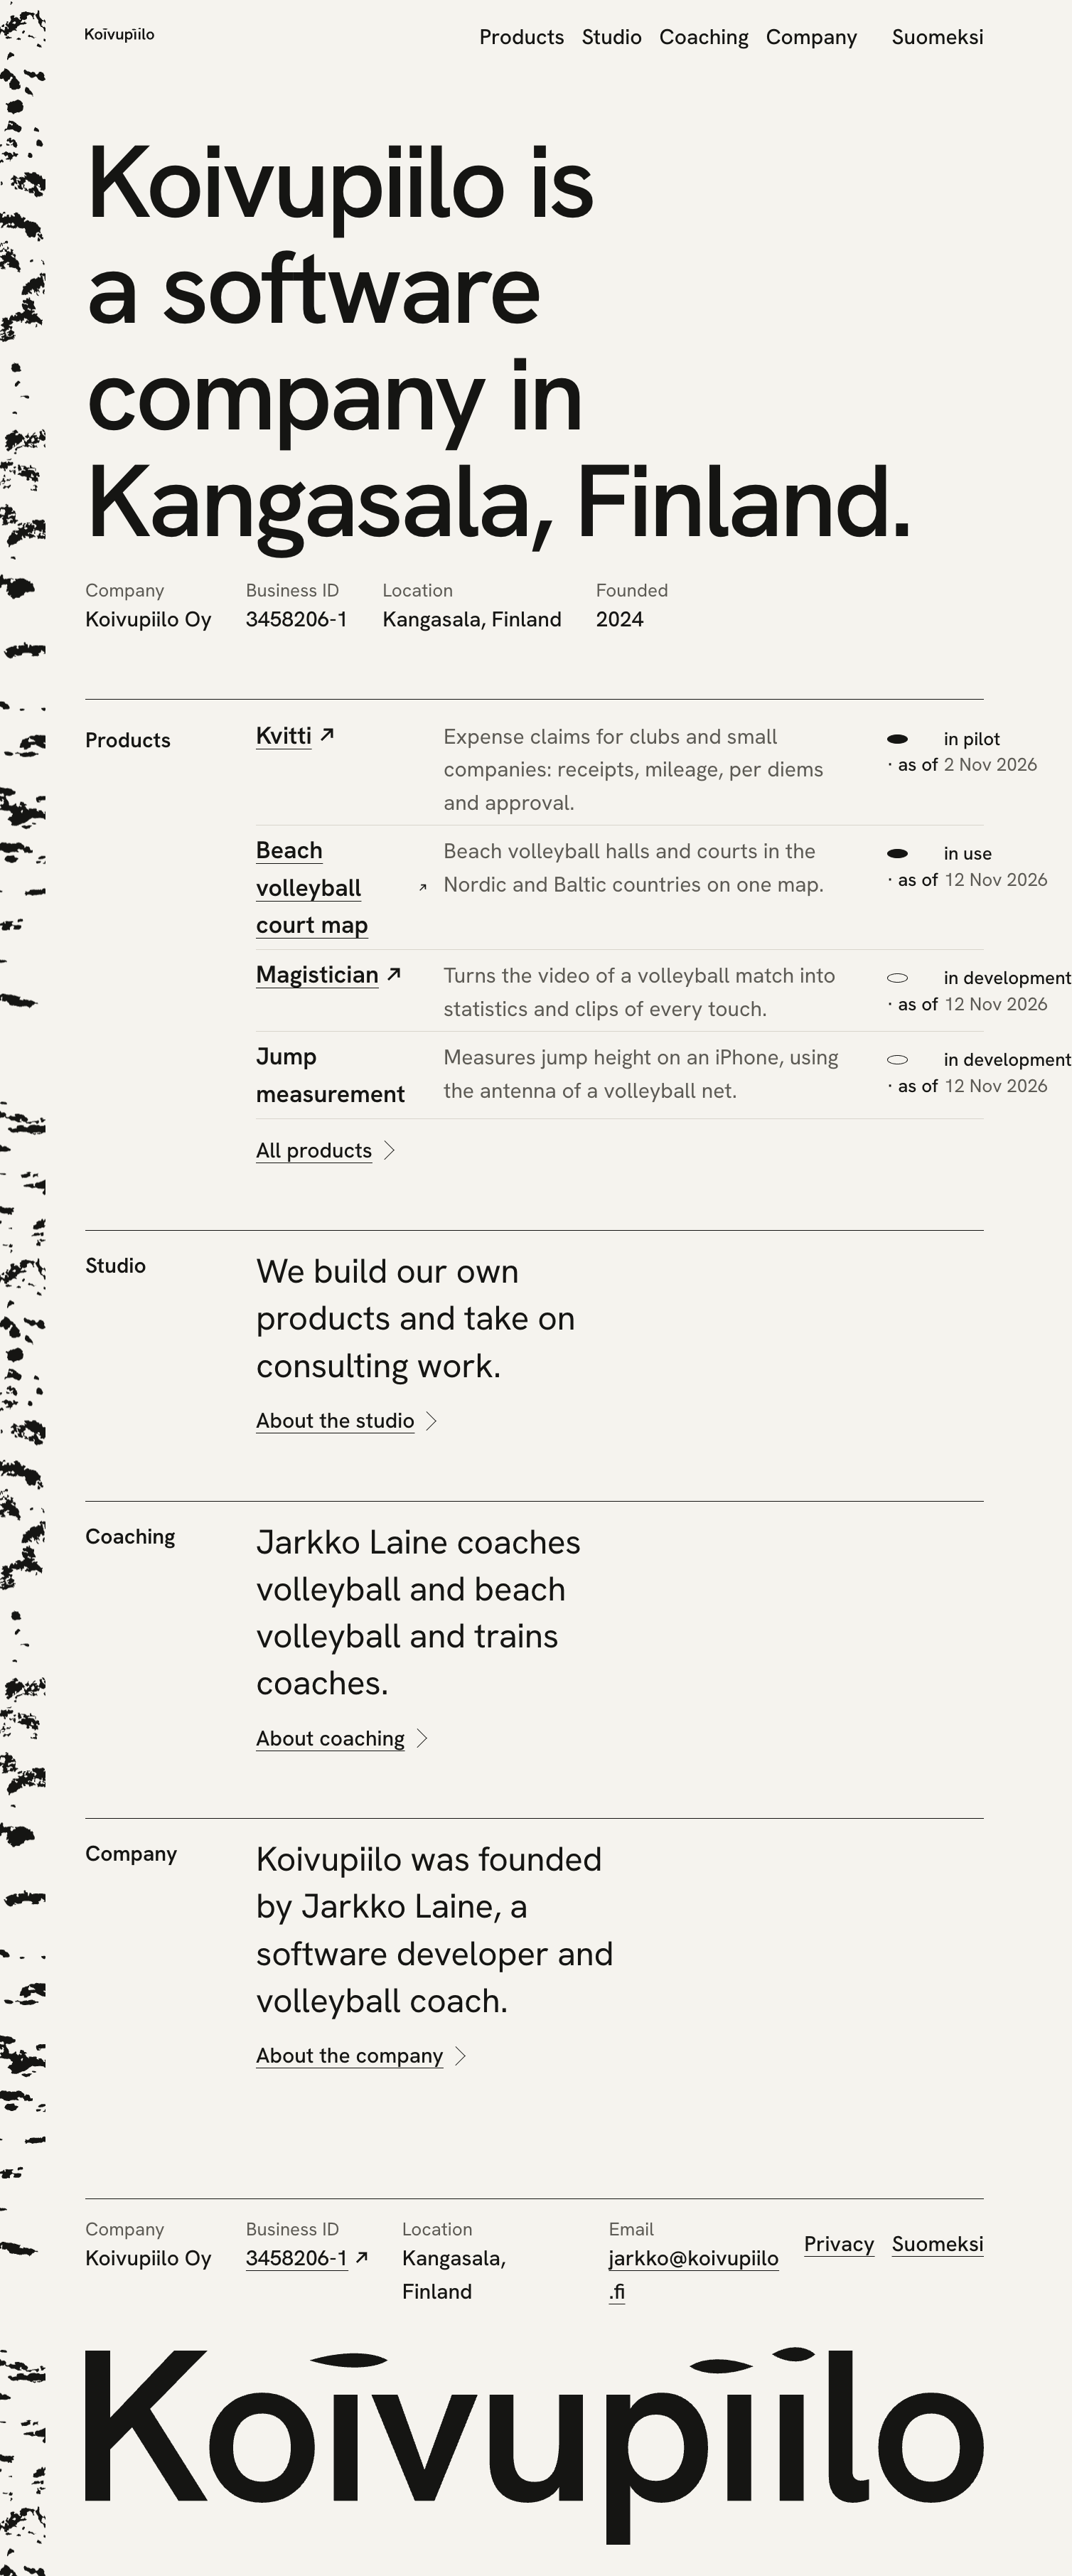 Koīvupīīlo
Products Studio Coaching Company Suomeksi
Koivupiilo is
a software
company in
Kangasala, Finland.
Company Business ID Location Founded
Koivupiilo Oy 3458206-1 Kangasala, Finland 2024
Products
Kvitti ↗
Expense claims for clubs and small
companies: receipts, mileage, per diems
and approval.
in pilot
· as of 2 Nov 2026
Beach
volleyball
court map ↗
Beach volleyball halls and courts in the
Nordic and Baltic countries on one map.
in use
· as of 12 Nov 2026
Magistician ↗
Turns the video of a volleyball match into
statistics and clips of every touch.
in development
· as of 12 Nov 2026
Jump
measurement
Measures jump height on an iPhone, using
the antenna of a volleyball net.
in development
· as of 12 Nov 2026
All products
Studio
We build our own
products and take on
consulting work.
About the studio
Coaching
Jarkko Laine coaches
volleyball and beach
volleyball and trains
coaches.
About coaching
Company
Koivupiilo was founded
by Jarkko Laine, a
software developer and
volleyball coach.
About the company
Company
Koivupiilo Oy
Business ID
3458206-1 ↗
Location
Kangasala,
Finland
Email
jarkko@koivupiilo
.fi
Privacy Suomeksi
Koīvupīīlo